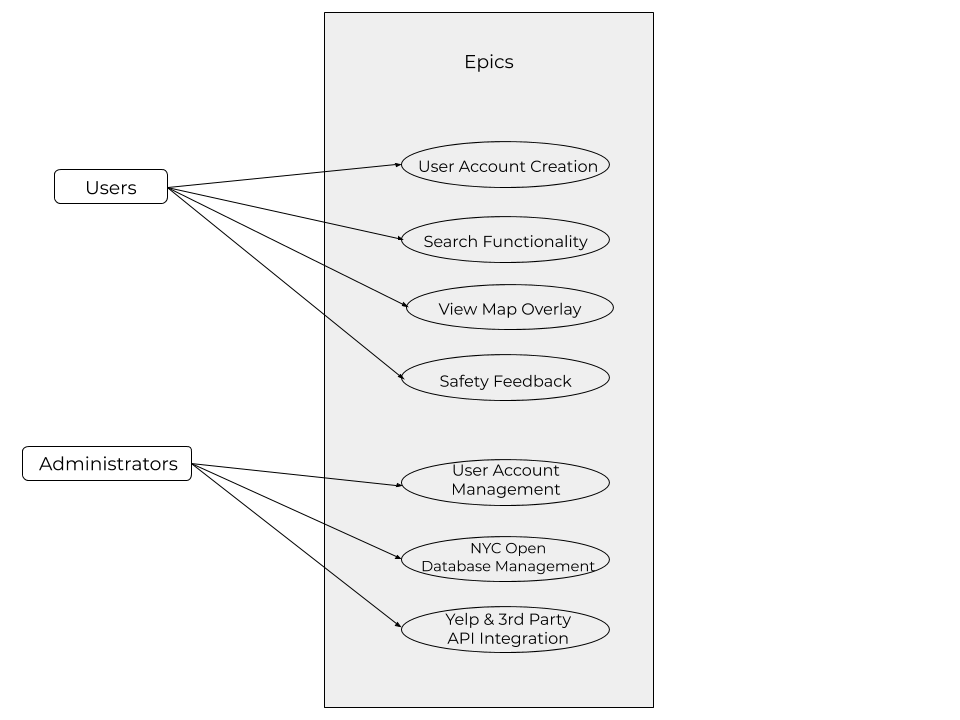 Epics
Users
User Account Creation
Search Functionality
View Map Overlay
Safety Feedback
Administrators
User Account
Management
NYC Open
Database Management
Yelp & 3rd Party
API Integration